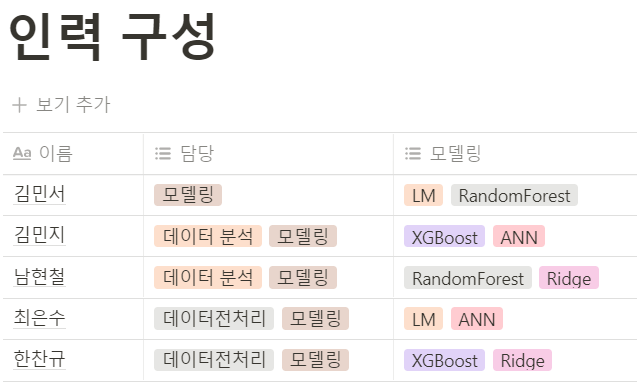 인력 구성
+ 보기 추가
Aa 이름 담당 모델링
김민서 모델링 LM RandomForest
김민지 데이터 분석 모델링 XGBoost ANN
남현철 데이터 분석 모델링 RandomForest Ridge
최은수 데이터전처리 모델링 LM ANN
한찬규 데이터전처리 모델링 XGBoost Ridge